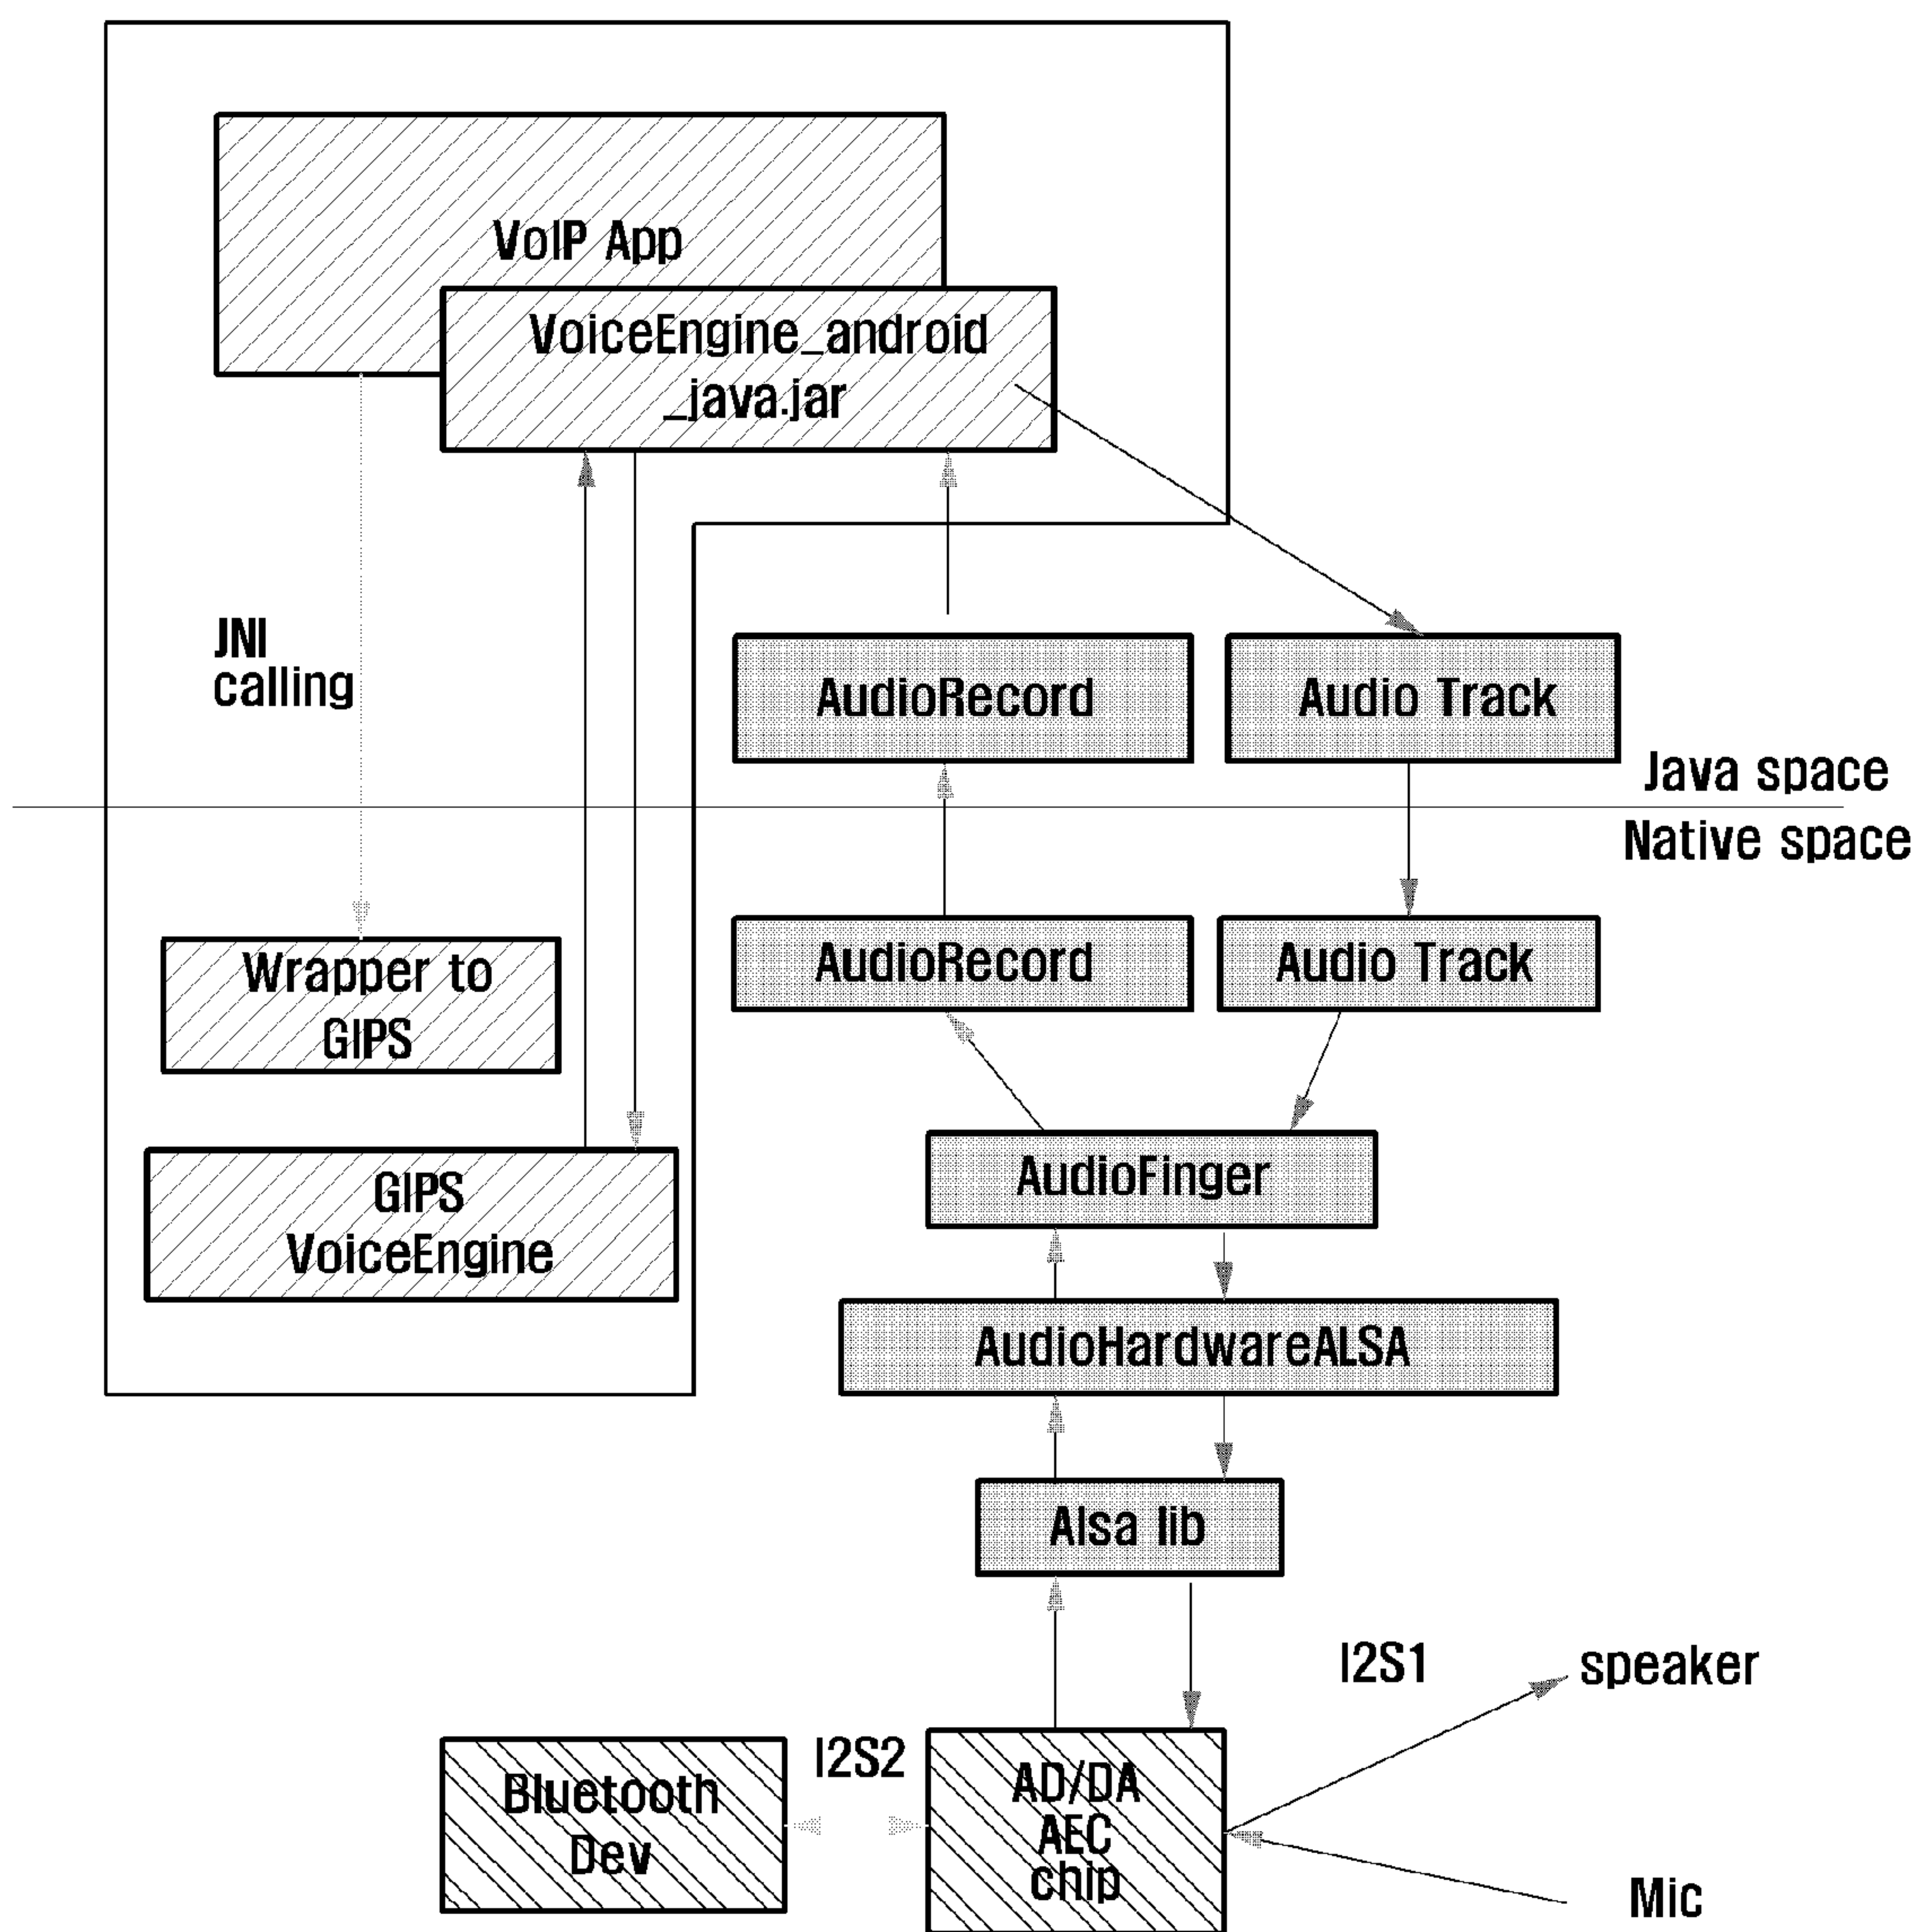 VoIP App
VoiceEngine_android
_java.jar
JNI
calling
AudioRecord
Audio Track
Java space
Native space
AudioRecord
Audio Track
Wrapper to
GIPS
GIPS
VoiceEngine
AudioFinger
AudioHardwareALSA
Alsa lib
I2S1
speaker
I2S2
Bluetooth
Dev
AD/DA
AEC
chip
Mic